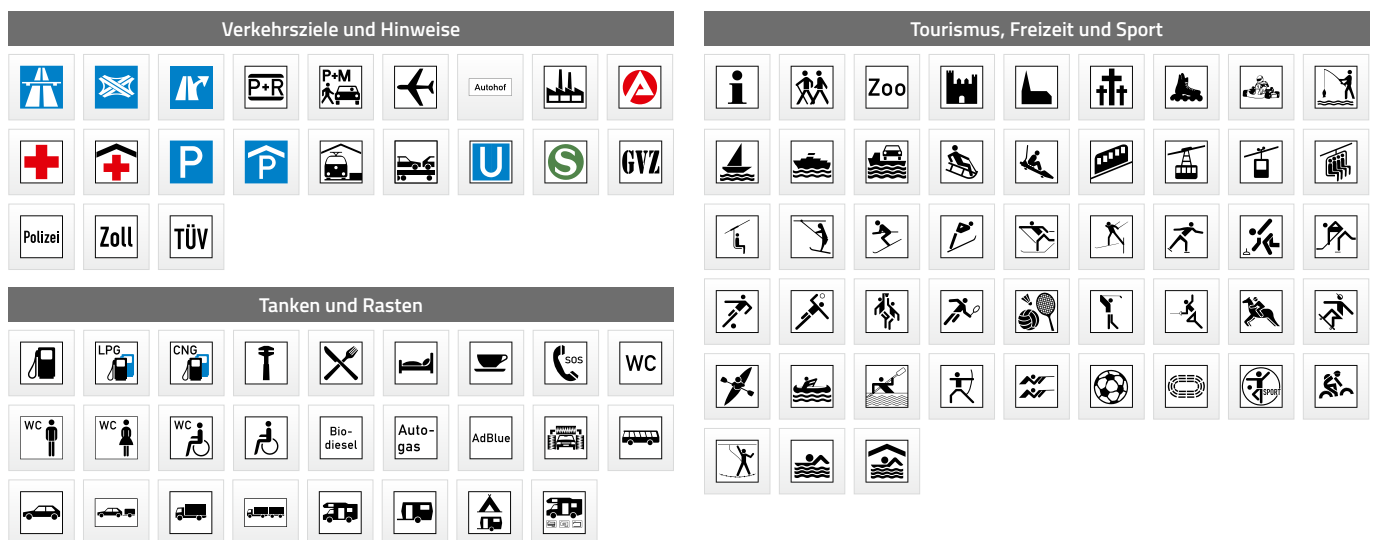 Verkehrsziele und Hinweise
P+R
P+M
Autohof
P
P
U
S
GVZ
Polizei
Zoll
TÜV
Tanken und Rasten
LPG
CNG
SOS
WC
WC
WC
WC
Bio-
diesel
Auto-
gas
AdBlue
Tourismus, Freizeit und Sport
i
Zoo
SPORT